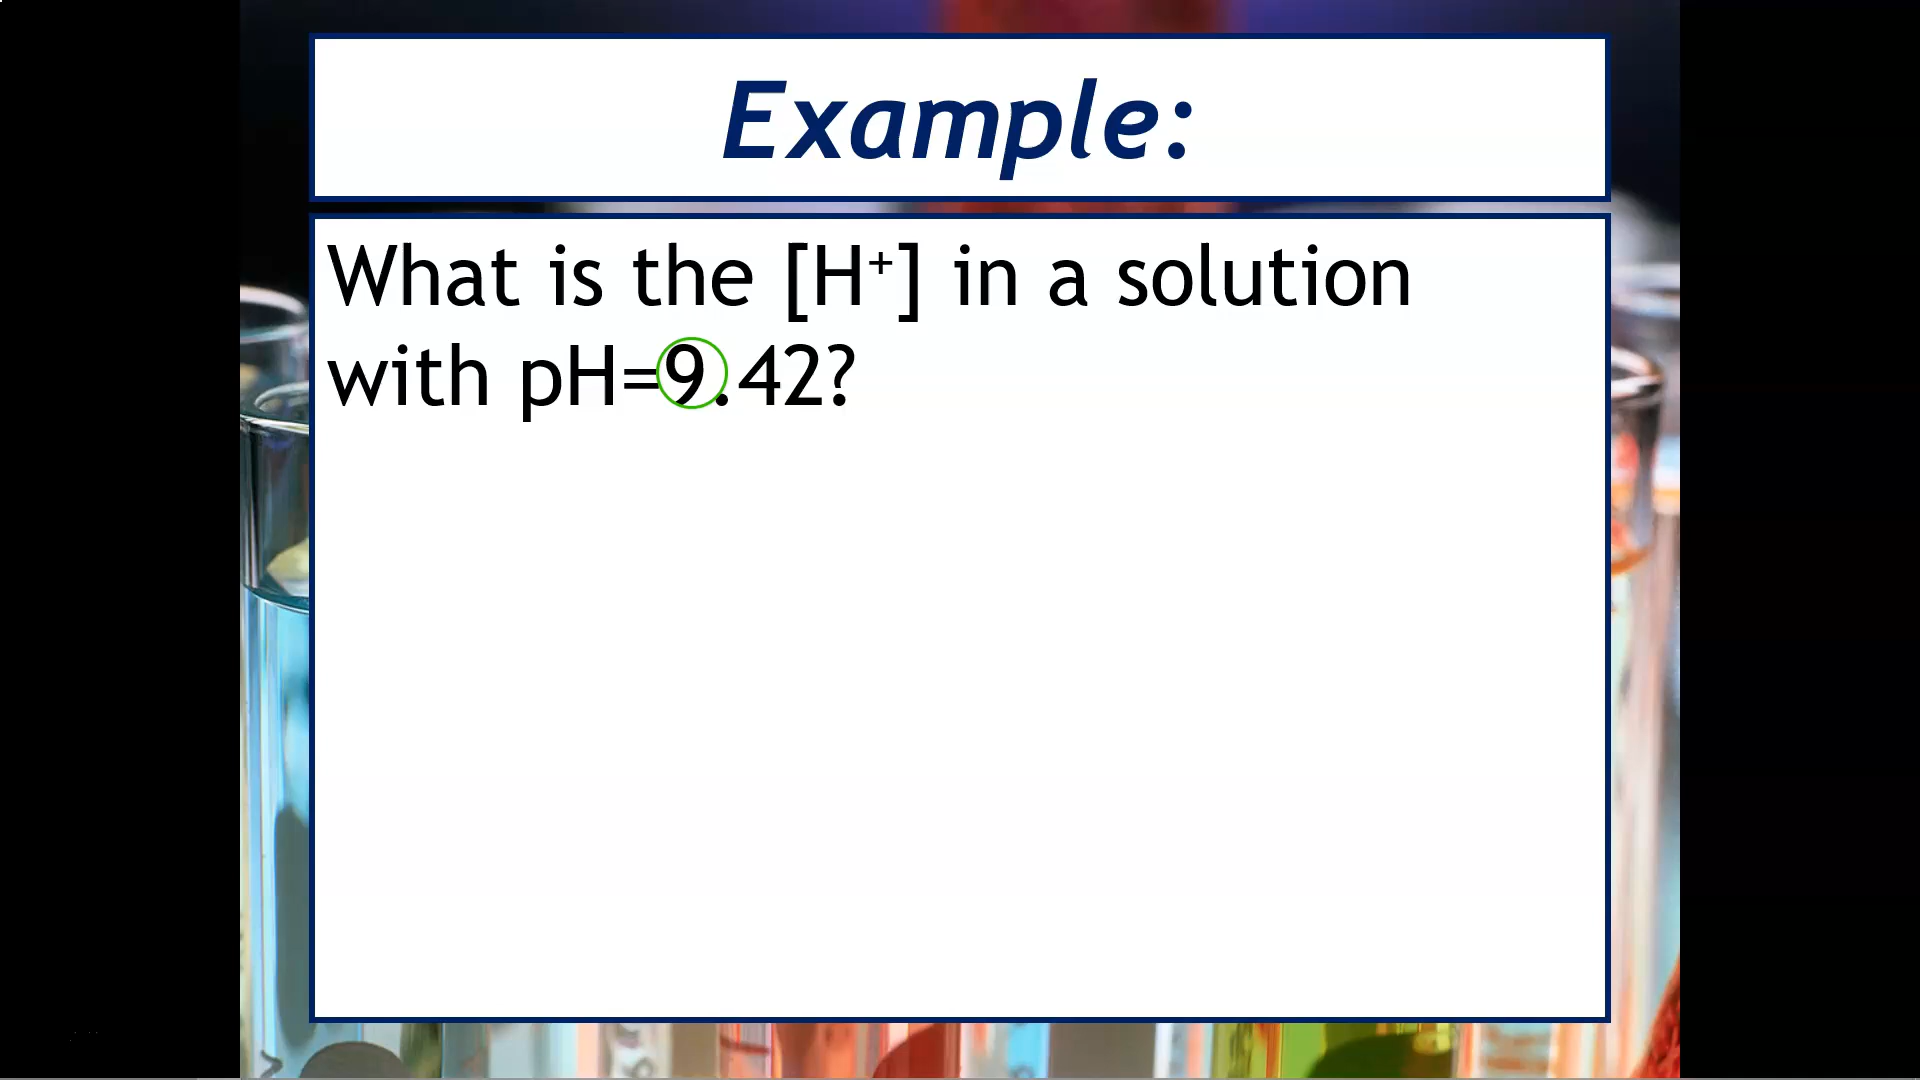 Example:
What is the [H⁺] in a solution
with pH=9.42?